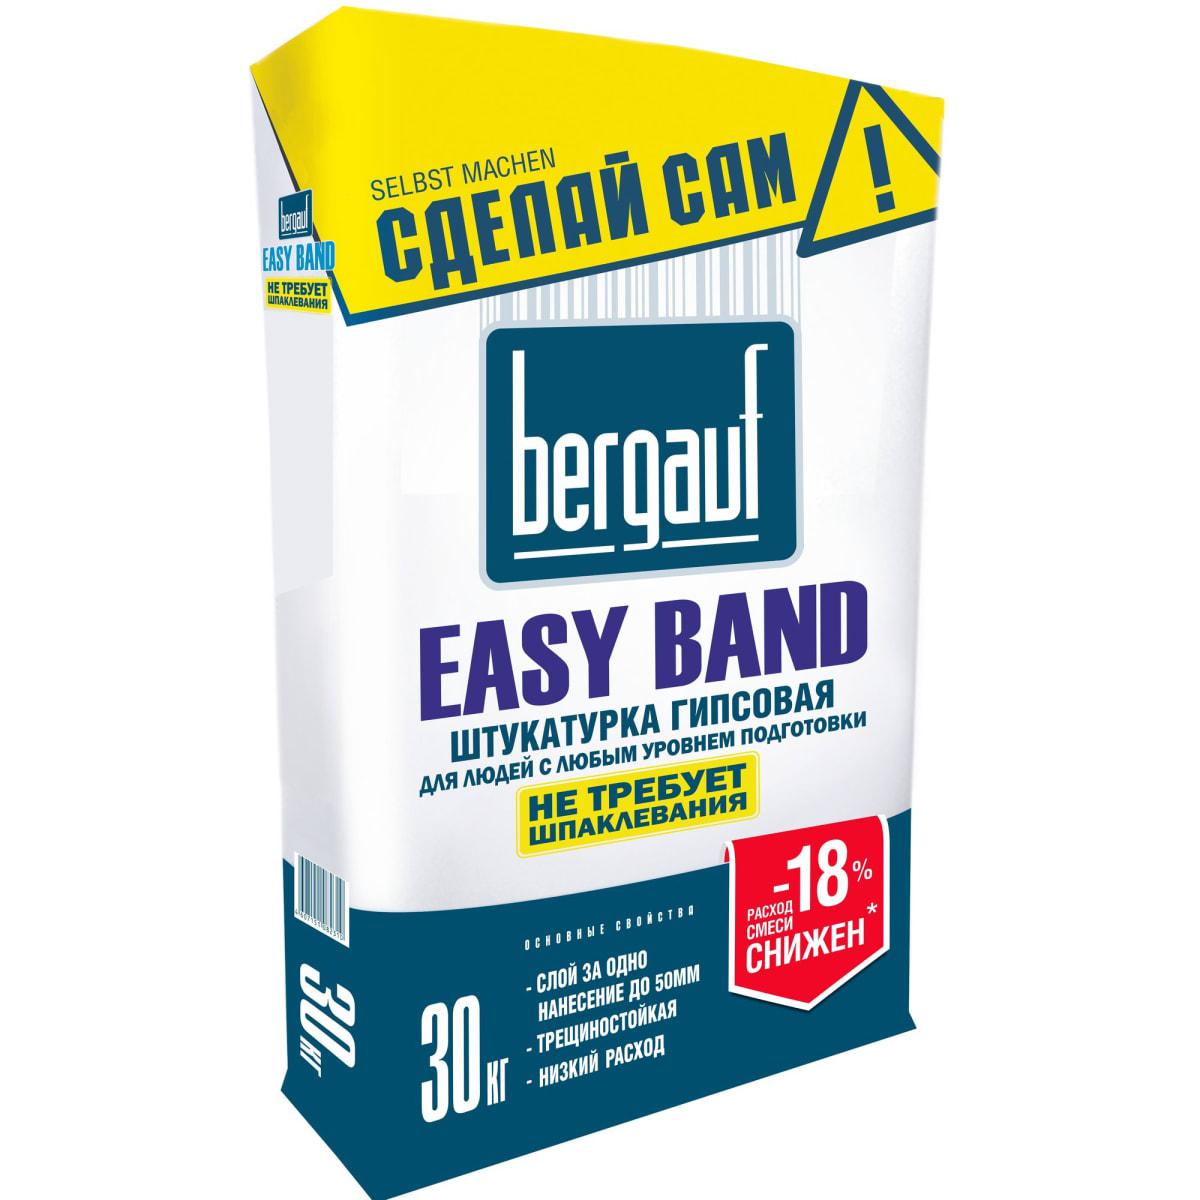 SELBST MACHEN
СДЕЛАЙ САМ
!
bergauf
EASY BAND
НЕ ТРЕБУЕТ
ШПАКЛЕВАНИЯ
bergauf
EASY BAND
ШТУКАТУРКА ГИПСОВАЯ
ДЛЯ ЛЮДЕЙ С ЛЮБЫМ УРОВНЕМ ПОДГОТОВКИ
НЕ ТРЕБУЕТ
ШПАКЛЕВАНИЯ
-18%
РАСХОД
СМЕСИ
СНИЖЕН*
ОСНОВНЫЕ СВОЙСТВА
- СЛОЙ ЗА ОДНО
НАНЕСЕНИЕ ДО 50ММ
- ТРЕЩИНОСТОЙКАЯ
- НИЗКИЙ РАСХОД
30КГ
30 КГ